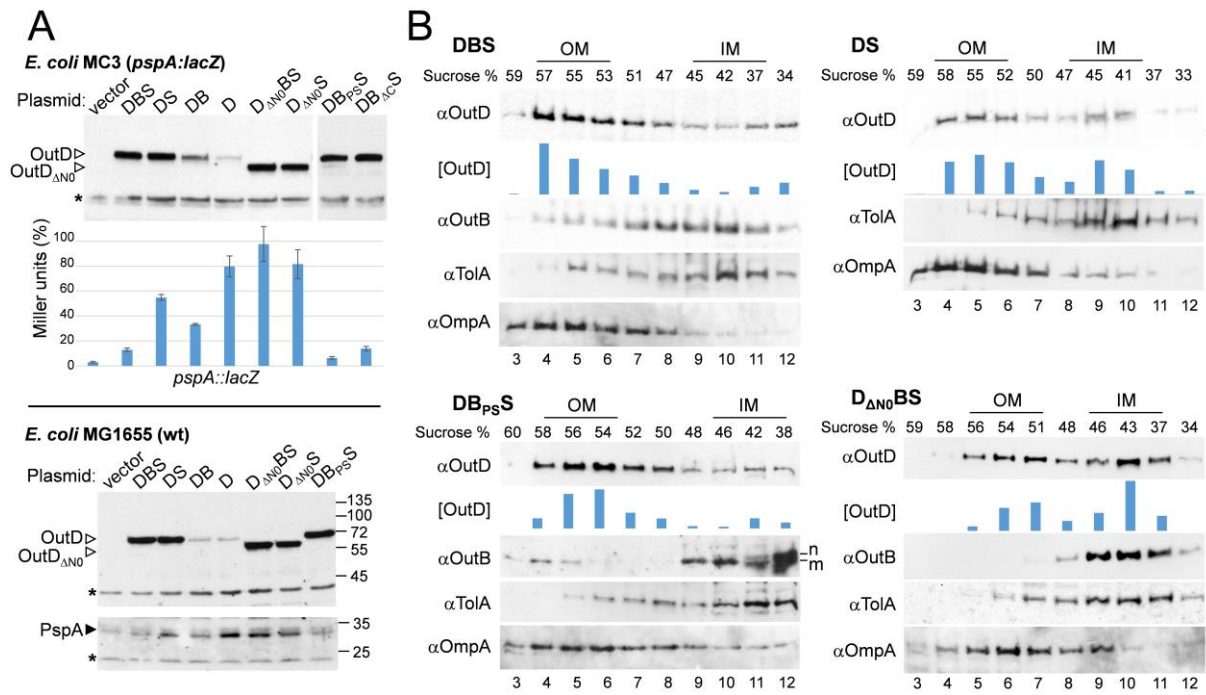 A
E. coli MC3 (pspA:lacZ)
Plasmid: vector DBS DS DB D DΔN0BS DΔN0S DBPSS DBΔCS
OutD
OutDΔN0
*
Miller units (%)
100
80
60
40
20
0
pspA::lacZ
E. coli MG1655 (wt)
Plasmid: vector DBS DS DB D DΔN0BS DΔN0S DBPSS
135
100
72
55
45
OutD
OutDΔN0
*
PspA
35
25
*
B
DBS
OM IM
Sucrose % 59 57 55 53 51 47 45 42 37 34
αOutD
[OutD]
αOutB
αTolA
αOmpA
3 4 5 6 7 8 9 10 11 12
DS
OM IM
Sucrose % 59 58 55 52 50 47 45 41 37 33
αOutD
[OutD]
αTolA
αOmpA
3 4 5 6 7 8 9 10 11 12
DBPSS
OM IM
Sucrose % 60 58 56 54 52 50 48 46 42 38
αOutD
[OutD]
αOutB
n
m
αTolA
αOmpA
3 4 5 6 7 8 9 10 11 12
DΔN0BS
OM IM
Sucrose % 59 58 56 54 51 48 46 43 37 34
αOutD
[OutD]
αOutB
αTolA
αOmpA
3 4 5 6 7 8 9 10 11 12